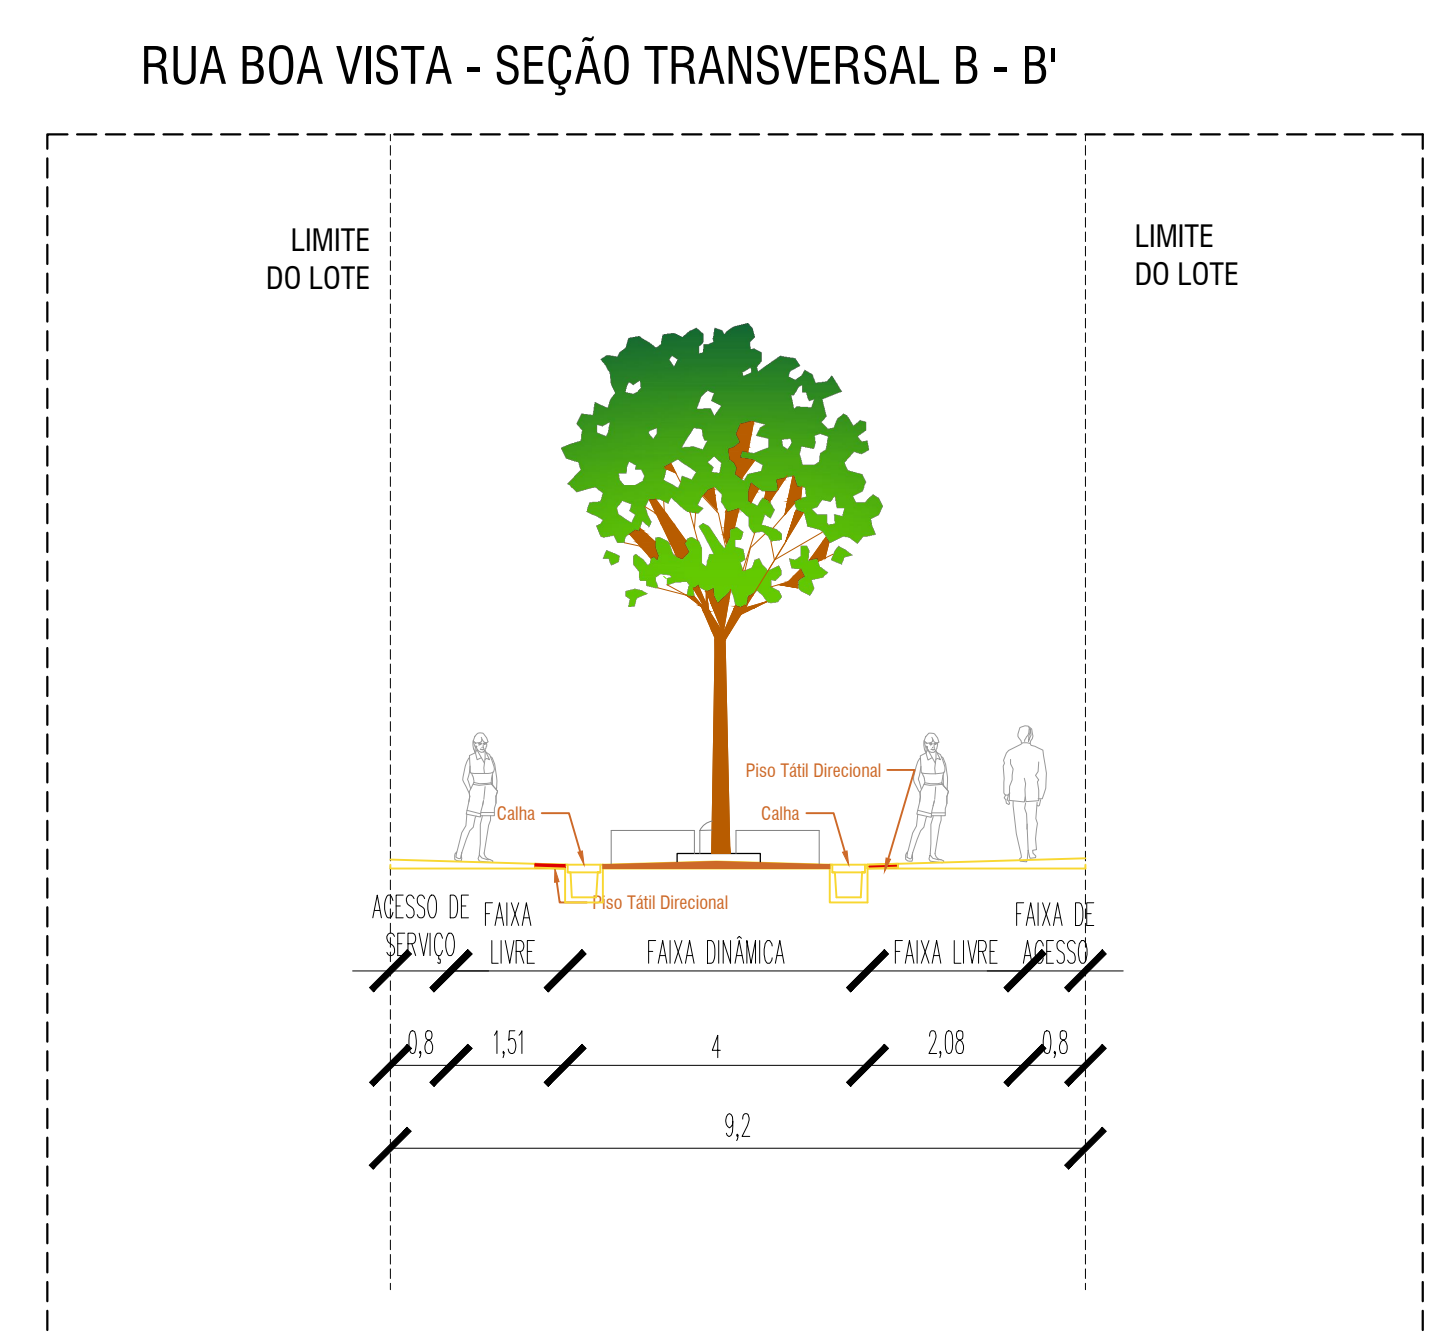 RUA BOA VISTA - SEÇÃO TRANSVERSAL B - B'
LIMITE
DO LOTE
LIMITE
DO LOTE
Piso Tátil Direcional
Calha
Calha
Piso Tátil Direcional
ACESSO DE
SERVIÇO
FAIXA
LIVRE
FAIXA DINÂMICA
FAIXA LIVRE
FAIXA DE
ACESSO
0,8
1,51
4
2,08
0,8
9,2